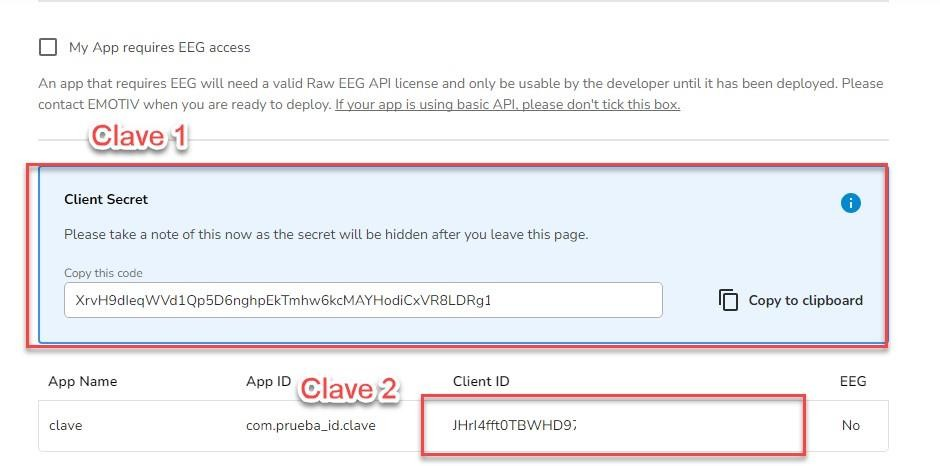 My App requires EEG access
An app that requires EEG will need a valid Raw EEG API license and only be usable by the developer until it has been deployed. Please
contact EMOTIV when you are ready to deploy. If your app is using basic API, please don't tick this box.
Clave 1
Client Secret
Please take a note of this now as the secret will be hidden after you leave this page.
Copy this code
XrvH9dIeqWVd1Qp5D6nghpEkTmhw6kcMAYHodiCxVR8LDRg1
Copy to clipboard
App Name App ID Clave 2 Client ID EEG
clave com.prueba_id.clave JHrI4fft0TBWHD97 No